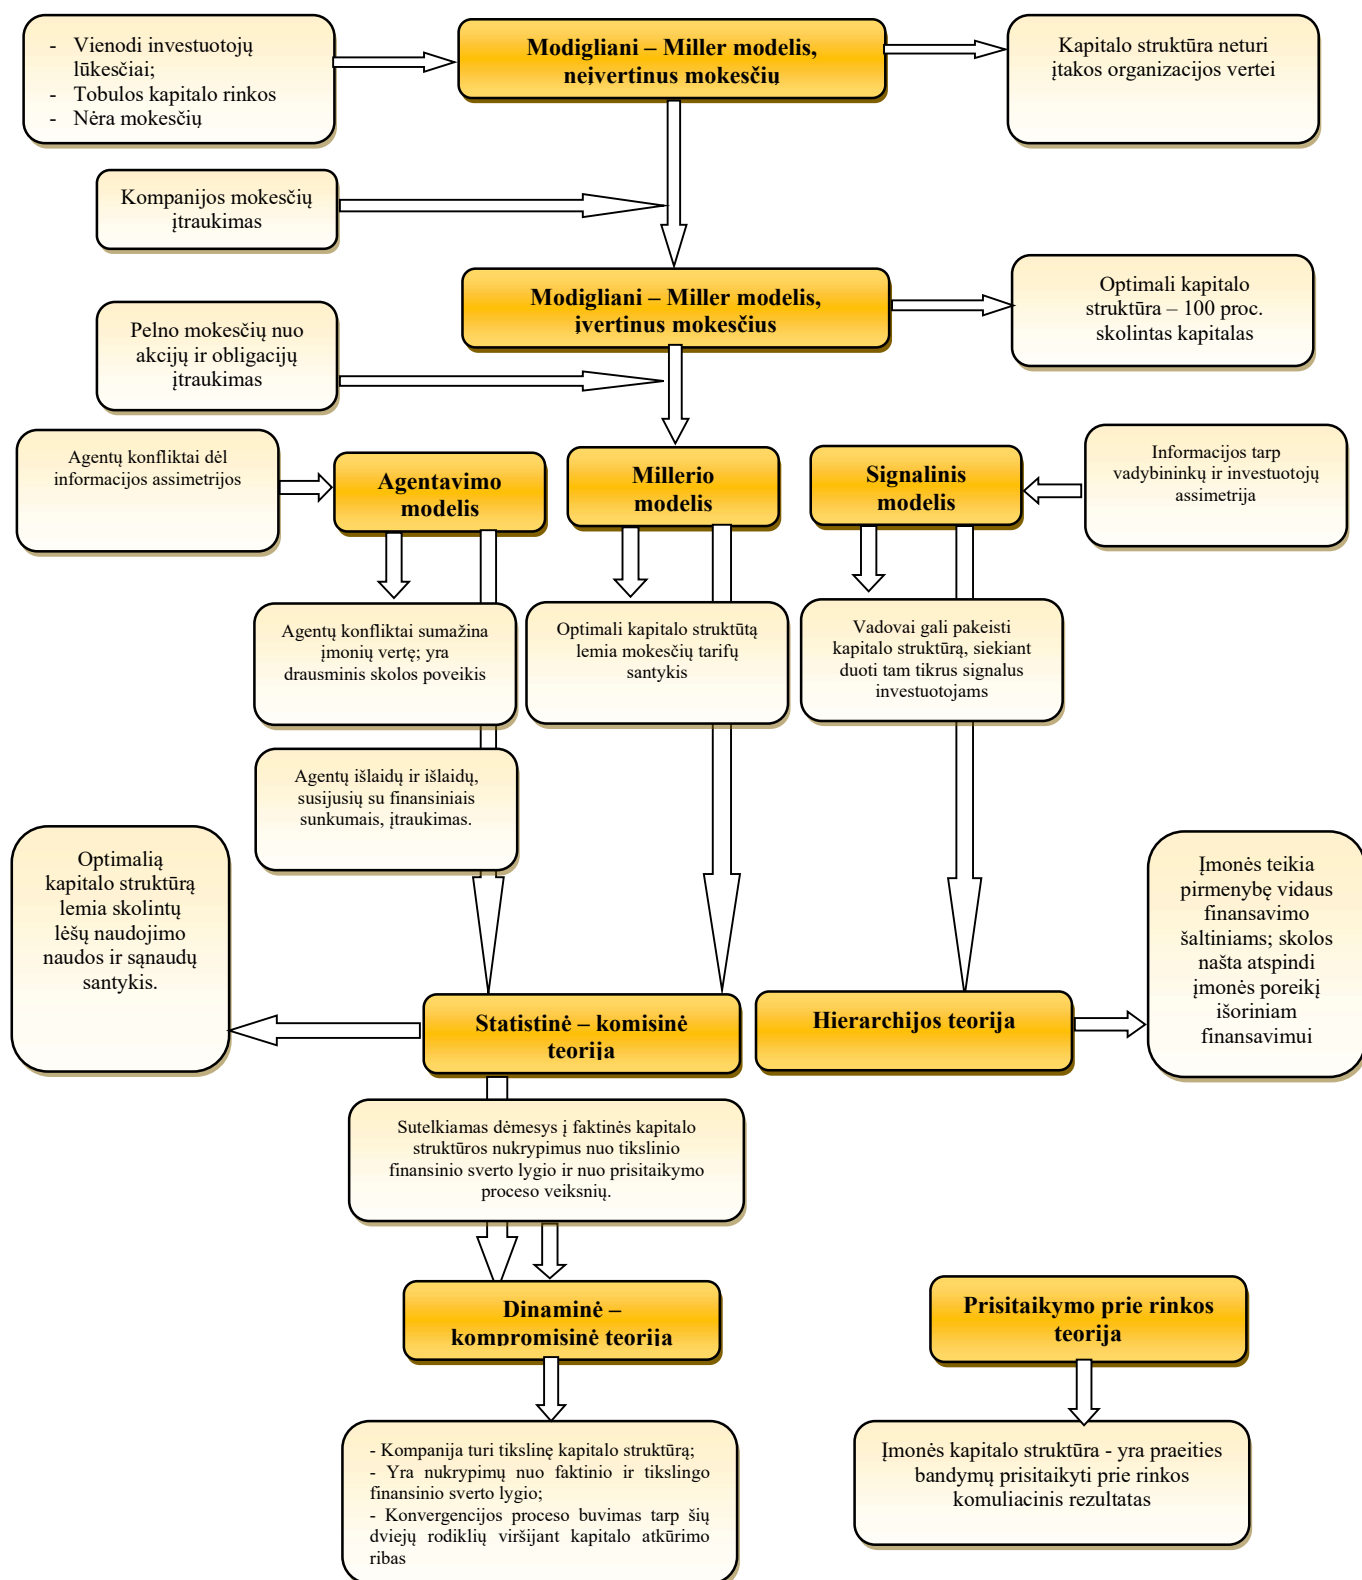 - Vienodi investuotojų
lūkesčiai;
- Tobulos kapitalo rinkos
- Nėra mokesčių
Modigliani – Miller modelis,
neįvertinus mokesčių
Kapitalo struktūra neturi
įtakos organizacijos vertei
Kompanijos mokesčių
įtraukimas
Modigliani – Miller modelis,
įvertinus mokesčius
Optimali kapitalo
struktūra – 100 proc.
skolintas kapitalas
Pelno mokesčių nuo
akcijų ir obligacijų
įtraukimas
Agentų konfliktai dėl
informacijos assimetrijos
Agentavimo
modelis
Millerio
modelis
Signalinis
modelis
Informacijos tarp
vadybininkų ir investuotojų
assimetrija
Agentų konfliktai sumažina
įmonių vertę; yra
drausminis skolos poveikis
Optimali kapitalo struktūtą
lemia mokesčių tarifų
santykis
Vadovai gali pakeisti
kapitalo struktūrą, siekiant
duoti tam tikrus signalus
investuotojams
Agentų išlaidų ir išlaidų,
susijusių su finansiniais
sunkumais, įtraukimas.
Optimalią
kapitalo struktūrą
lemia skolintų
lėšų naudojimo
naudos ir sąnaudų
santykis.
Įmonės teikia
pirmenybę vidaus
finansavimo
šaltiniams; skolos
našta atspindi
įmonės poreikį
išoriniam
finansavimui
Statistinė – komisinė
teorija
Hierarchijos teorija
Sutelkiamas dėmesys į faktinės kapitalo
struktūros nukrypimus nuo tikslinio
finansinio sverto lygio ir nuo prisitaikymo
proceso veiksnių.
Dinaminė –
kompromisinė teorija
Prisitaikymo prie rinkos
teorija
- Kompanija turi tikslinę kapitalo struktūrą;
- Yra nukrypimų nuo faktinio ir tikslingo
finansinio sverto lygio;
- Konvergencijos proceso buvimas tarp šių
dviejų rodiklių viršijant kapitalo atkūrimo
ribas
Įmonės kapitalo struktūra - yra praeities
bandymų prisitaikyti prie rinkos
komuliacinis rezultatas